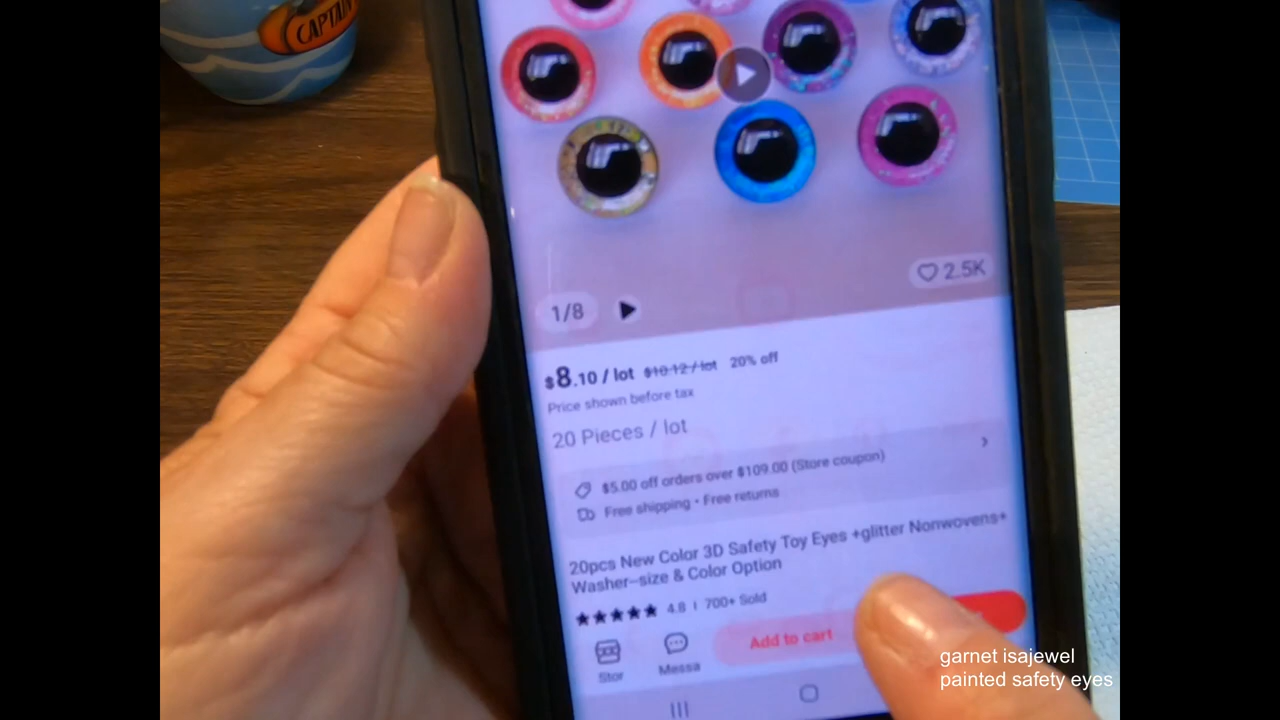 CAPTAIN
2.5K
1/8
$8.10 / lot $10.12 / lot 20% off
Price shown before tax
20 Pieces / lot
$5.00 off orders over $109.00 (Store coupon)
Free shipping • Free returns
20pcs New Color 3D Safety Toy Eyes +glitter Nonwovens+
Washer--size & Color Option
4.8 | 700+ Sold
Add to cart
Stor
Messa
garnet isajewel
painted safety eyes